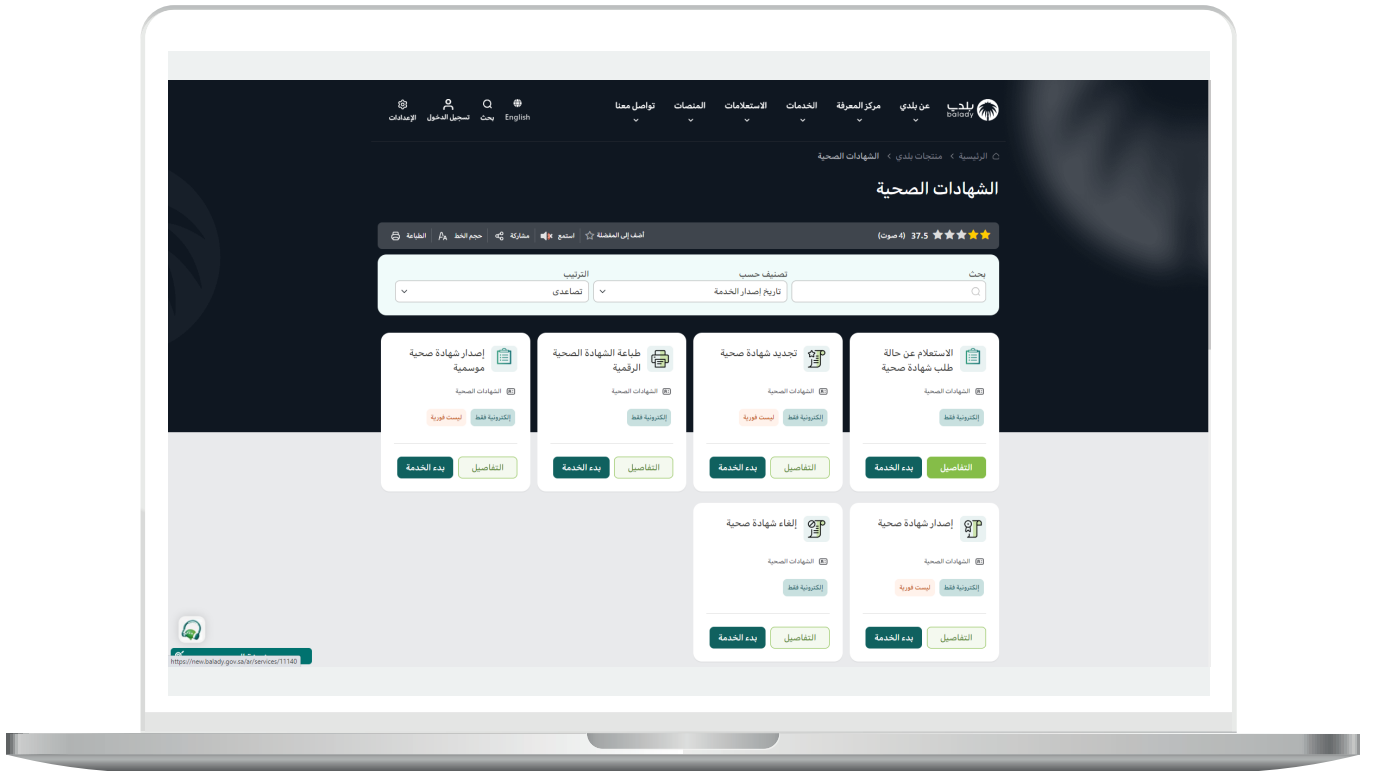 بلدي
balady
عن بلدي
مركز المعرفة
الخدمات
الاستعلامات
المنصات
تواصل معنا
English
بحث
تسجيل الدخول
الإعدادات
الرئيسية
منتجات بلدي
الشهادات الصحية
الشهادات الصحية
37.5 (4 صوت)
أضف إلى المفضلة
استمع
مشاركة
حجم الخط
الطباعة
بحث
تصنيف حسب
تاريخ إصدار الخدمة
الترتيب
تصاعدى
الاستعلام عن حالة
طلب شهادة صحية
الشهادات الصحية
إلكترونية فقط
التفاصيل
بدء الخدمة
تجديد شهادة صحية
الشهادات الصحية
إلكترونية فقط
ليست فورية
التفاصيل
بدء الخدمة
طباعة الشهادة الصحية
الرقمية
الشهادات الصحية
إلكترونية فقط
التفاصيل
بدء الخدمة
إصدار شهادة صحية
موسمية
الشهادات الصحية
إلكترونية فقط
ليست فورية
التفاصيل
بدء الخدمة
إصدار شهادة صحية
الشهادات الصحية
إلكترونية فقط
ليست فورية
التفاصيل
بدء الخدمة
إلغاء شهادة صحية
الشهادات الصحية
إلكترونية فقط
التفاصيل
بدء الخدمة
https://new.balady.gov.sa/ar/services/11140